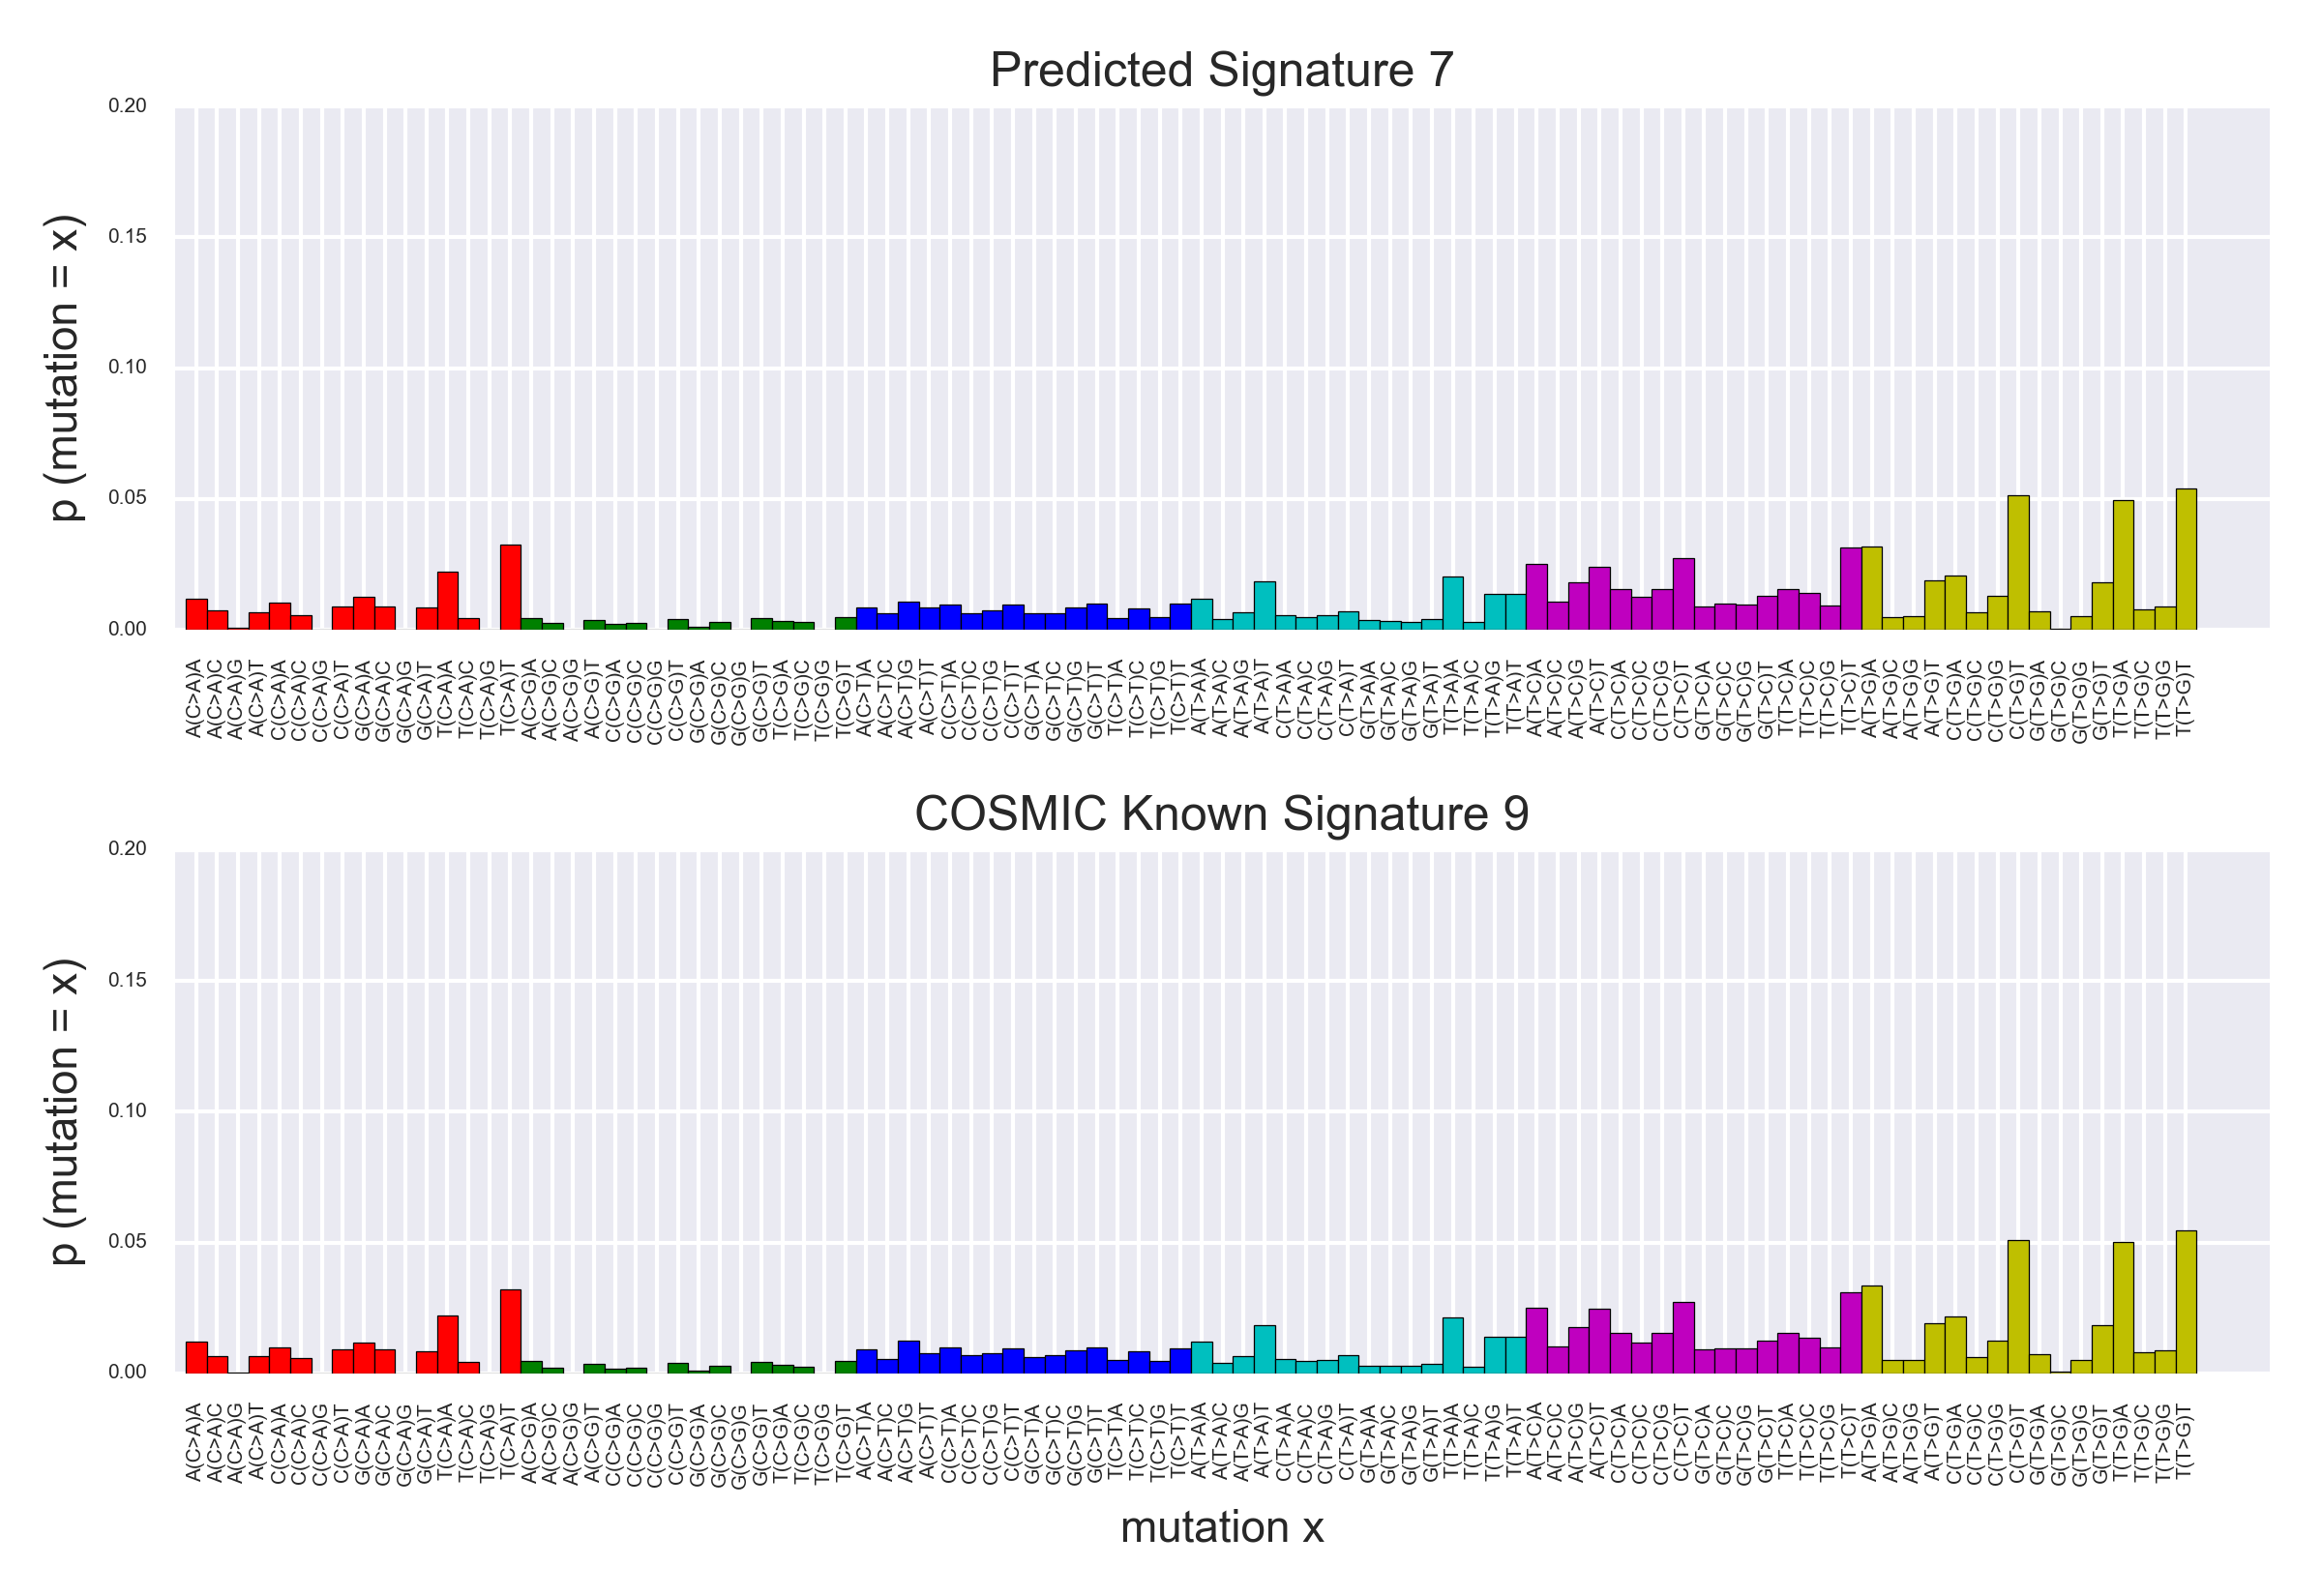 Predicted Signature 7
p (mutation = x)
0.20
0.15
0.10
0.05
0.00
A(C>A)A A(C>A)C A(C>A)G A(C>A)T C(C>A)A C(C>A)C C(C>A)G C(C>A)T G(C>A)A G(C>A)C G(C>A)G G(C>A)T T(C>A)A T(C>A)C T(C>A)G T(C>A)T A(C>G)A A(C>G)C A(C>G)G A(C>G)T C(C>G)A C(C>G)C C(C>G)G C(C>G)T G(C>G)A G(C>G)C G(C>G)G G(C>G)T T(C>G)A T(C>G)C T(C>G)G T(C>G)T A(C>T)A A(C>T)C A(C>T)G A(C>T)T C(C>T)A C(C>T)C C(C>T)G C(C>T)T G(C>T)A G(C>T)C G(C>T)G G(C>T)T T(C>T)A T(C>T)C T(C>T)G T(C>T)T A(T>A)A A(T>A)C A(T>A)G A(T>A)T C(T>A)A C(T>A)C C(T>A)G C(T>A)T G(T>A)A G(T>A)C G(T>A)G G(T>A)T T(T>A)A T(T>A)C T(T>A)G T(T>A)T A(T>C)A A(T>C)C A(T>C)G A(T>C)T C(T>C)A C(T>C)C C(T>C)G C(T>C)T G(T>C)A G(T>C)C G(T>C)G G(T>C)T T(T>C)A T(T>C)C T(T>C)G T(T>C)T A(T>G)A A(T>G)C A(T>G)G A(T>G)T C(T>G)A C(T>G)C C(T>G)G C(T>G)T G(T>G)A G(T>G)C G(T>G)G G(T>G)T T(T>G)A T(T>G)C T(T>G)G T(T>G)T
COSMIC Known Signature 9
p (mutation = x)
0.20
0.15
0.10
0.05
0.00
A(C>A)A A(C>A)C A(C>A)G A(C>A)T C(C>A)A C(C>A)C C(C>A)G C(C>A)T G(C>A)A G(C>A)C G(C>A)G G(C>A)T T(C>A)A T(C>A)C T(C>A)G T(C>A)T A(C>G)A A(C>G)C A(C>G)G A(C>G)T C(C>G)A C(C>G)C C(C>G)G C(C>G)T G(C>G)A G(C>G)C G(C>G)G G(C>G)T T(C>G)A T(C>G)C T(C>G)G T(C>G)T A(C>T)A A(C>T)C A(C>T)G A(C>T)T C(C>T)A C(C>T)C C(C>T)G C(C>T)T G(C>T)A G(C>T)C G(C>T)G G(C>T)T T(C>T)A T(C>T)C T(C>T)G T(C>T)T A(T>A)A A(T>A)C A(T>A)G A(T>A)T C(T>A)A C(T>A)C C(T>A)G C(T>A)T G(T>A)A G(T>A)C G(T>A)G G(T>A)T T(T>A)A T(T>A)C T(T>A)G T(T>A)T A(T>C)A A(T>C)C A(T>C)G A(T>C)T C(T>C)A C(T>C)C C(T>C)G C(T>C)T G(T>C)A G(T>C)C G(T>C)G G(T>C)T T(T>C)A T(T>C)C T(T>C)G T(T>C)T A(T>G)A A(T>G)C A(T>G)G A(T>G)T C(T>G)A C(T>G)C C(T>G)G C(T>G)T G(T>G)A G(T>G)C G(T>G)G G(T>G)T T(T>G)A T(T>G)C T(T>G)G T(T>G)T
mutation x